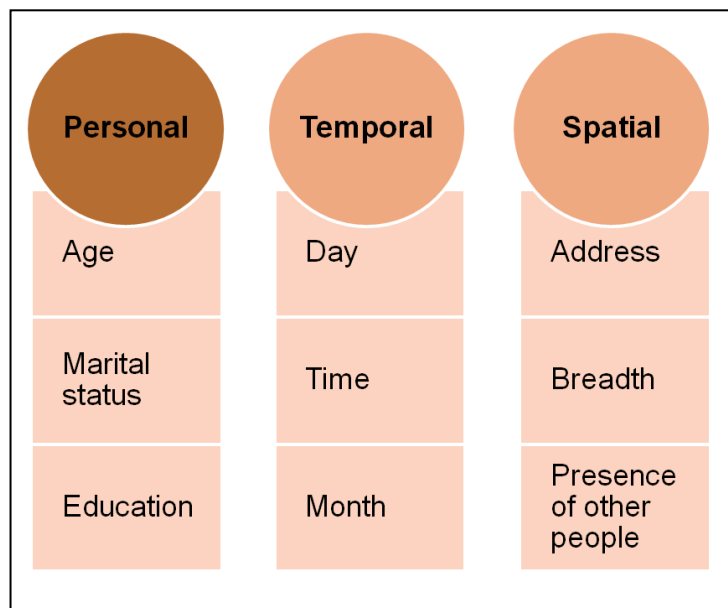 Personal
Age
Marital
status
Education
Temporal
Day
Time
Month
Spatial
Address
Breadth
Presence
of other
people